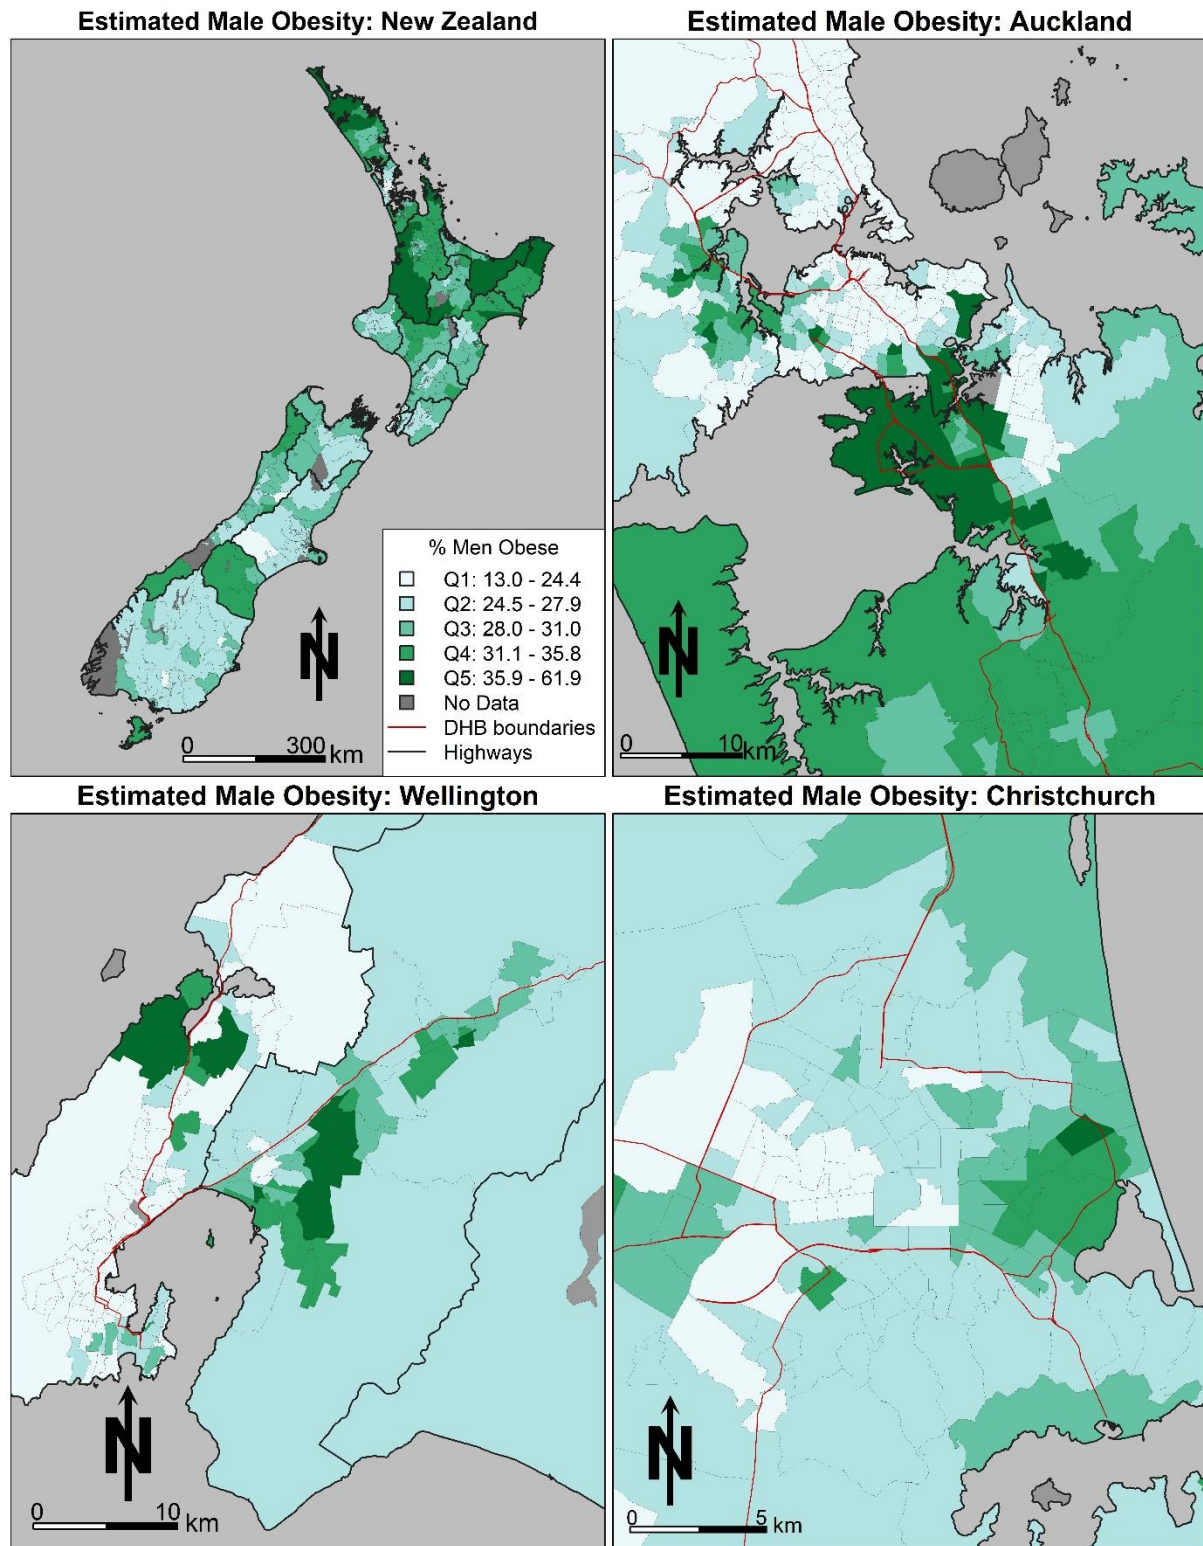 Estimated Male Obesity: New Zealand
% Men Obese
Q1: 13.0 - 24.4
Q2: 24.5 - 27.9
Q3: 28.0 - 31.0
Q4: 31.1 - 35.8
Q5: 35.9 - 61.9
No Data
DHB boundaries
Highways
N
0 300 km
Estimated Male Obesity: Auckland
N
0 10 km
Estimated Male Obesity: Wellington
N
0 10 km
Estimated Male Obesity: Christchurch
N
0 5 km